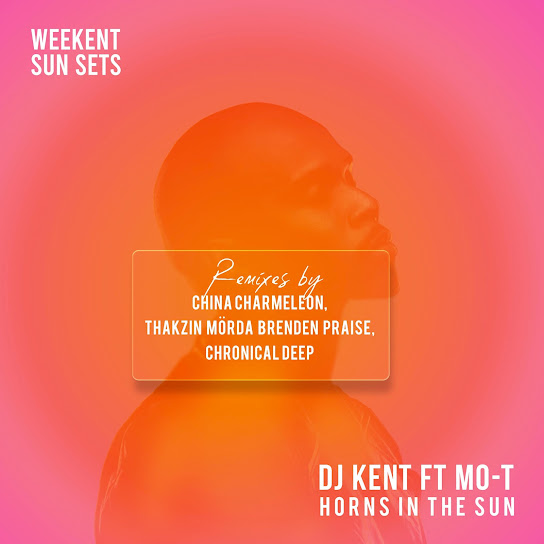 WEEKENT
SUN SETS
Remixes by
CHINA CHARMELEON,
THAKZIN MÖRDA BRENDEN PRAISE,
CHRONICAL DEEP
DJ KENT FT MO-T
HORNS IN THE SUN